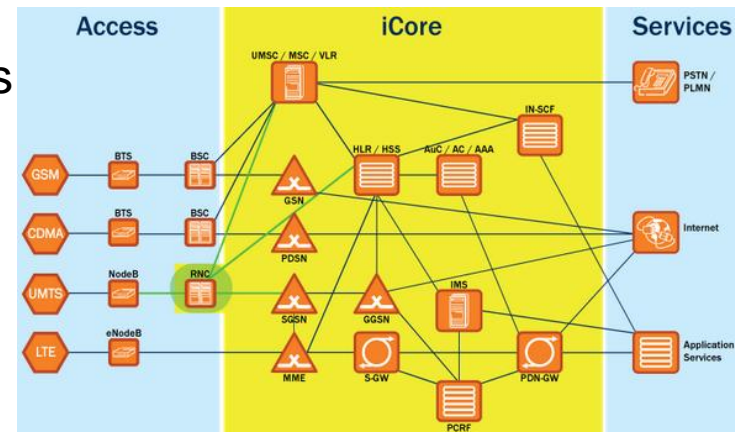 Access
iCore
Services
s
UMSC / MSC / VLR
PSTN /
PLMN
IN-SCF
BTS
BSC
HLR / HSS
AuC / AC / AAA
GSM
GSN
BTS
BSC
CDMA
PDSN
Internet
NodeB
RNC
UMTS
SGSN
GGSN
IMS
eNodeB
LTE
MME
S-GW
PDN-GW
Application
Services
PCRF